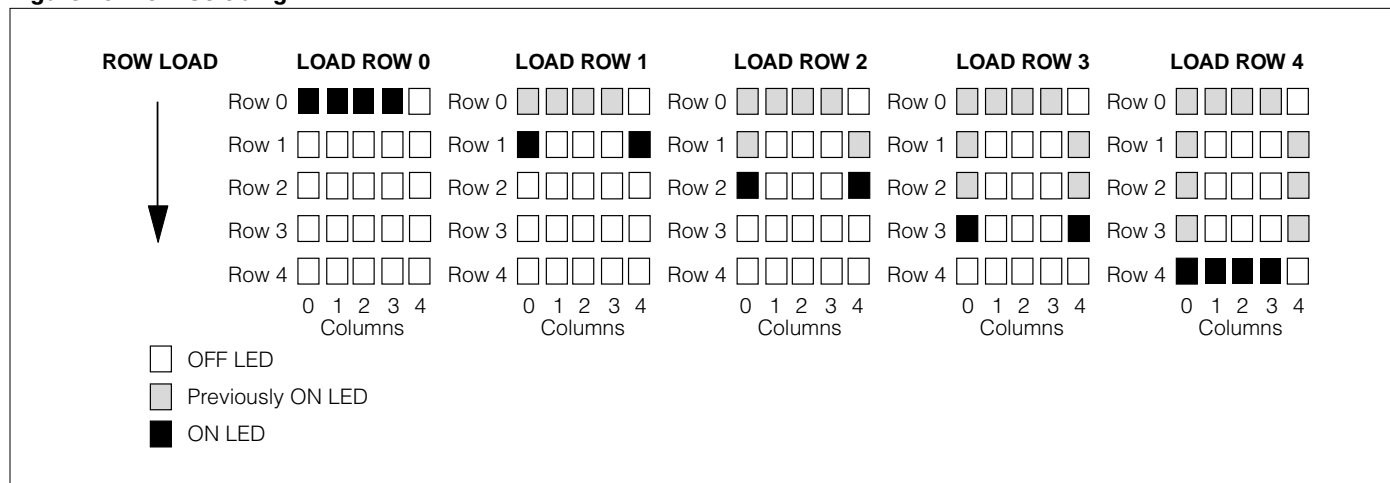 ROW LOAD
LOAD ROW 0
Row 0
Row 1
Row 2
Row 3
Row 4
0 1 2 3 4
Columns
LOAD ROW 1
Row 0
Row 1
Row 2
Row 3
Row 4
0 1 2 3 4
Columns
LOAD ROW 2
Row 0
Row 1
Row 2
Row 3
Row 4
0 1 2 3 4
Columns
LOAD ROW 3
Row 0
Row 1
Row 2
Row 3
Row 4
0 1 2 3 4
Columns
LOAD ROW 4
Row 0
Row 1
Row 2
Row 3
Row 4
0 1 2 3 4
Columns
OFF LED
Previously ON LED
ON LED